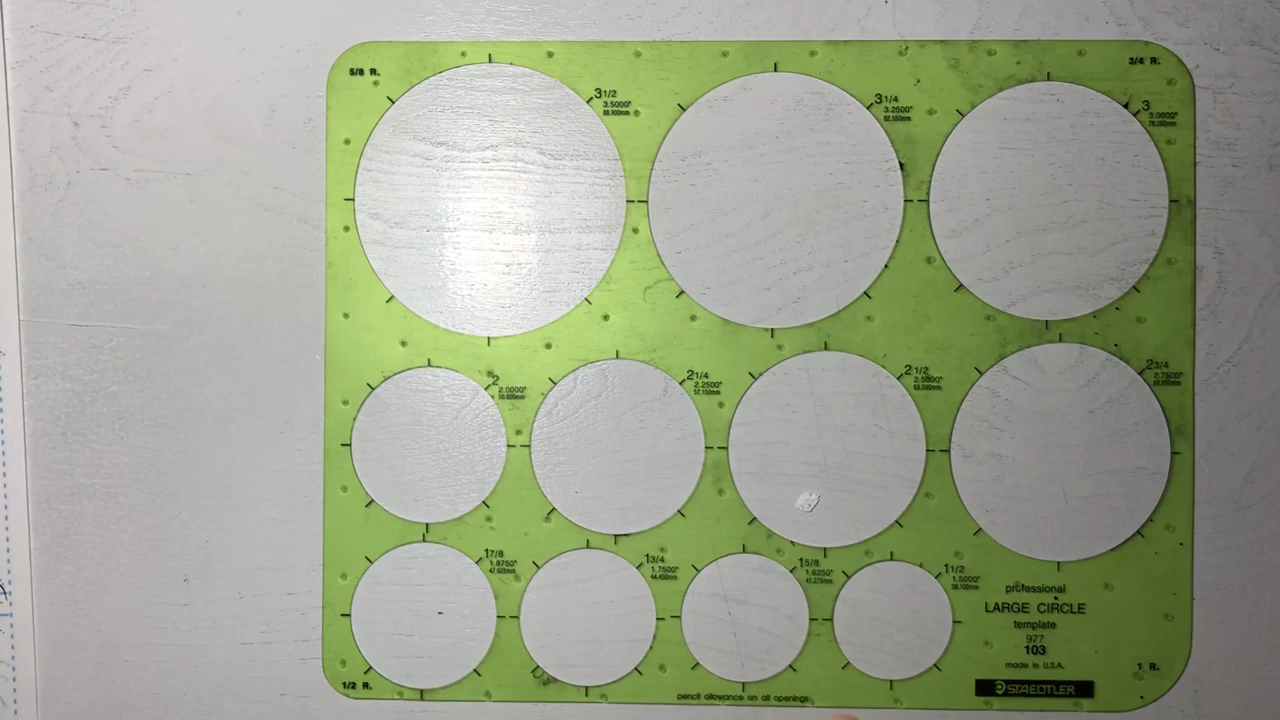 5/8 R.
3/4 R.
3 1/2
3.5000"
88.900mm
3 1/4
3.2500"
82.550mm
3
3.0000"
76.200mm
2
2.0000"
50.800mm
2 1/4
2.2500"
57.150mm
2 1/2
2.5000"
63.500mm
2 3/4
2.7500"
69.850mm
1 7/8
1.8750"
47.625mm
1 3/4
1.7500"
44.450mm
1 5/8
1.6250"
41.275mm
1 1/2
1.5000"
38.100mm
professional
LARGE CIRCLE
template
977
103
made in U.S.A.
1/2 R.
1 R.
STAEDTLER
pencil allowance on all openings